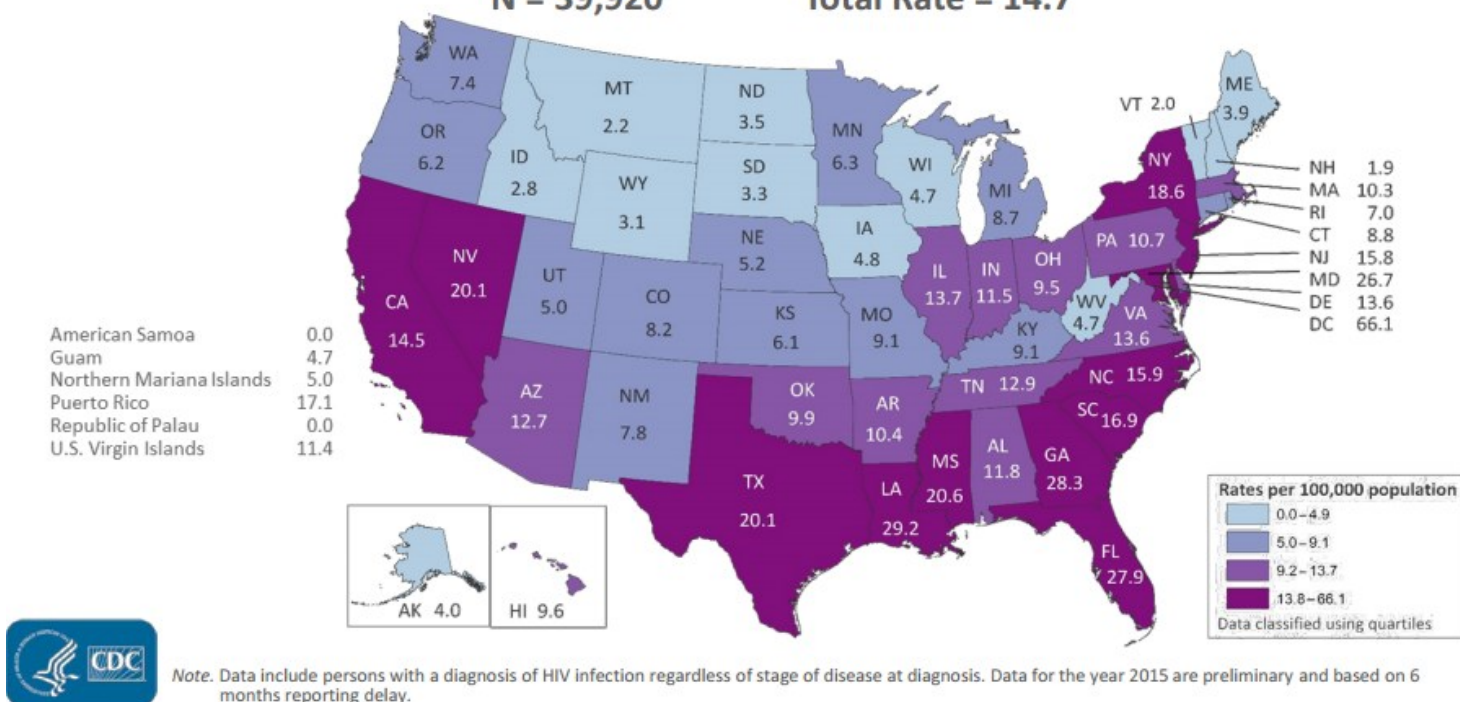 N = 39,920 Total Rate = 14.7
WA
7.4
MT
2.2
ND
3.5
MN
6.3
VT 2.0
ME
3.9
OR
6.2
ID
2.8
WY
3.1
SD
3.3
WI
4.7
MI
8.7
NY
18.6
NH 1.9
MA 10.3
RI 7.0
CT 8.8
NJ 15.8
MD 26.7
DE 13.6
DC 66.1
CA
14.5
NV
20.1
UT
5.0
CO
8.2
NE
5.2
KS
6.1
IA
4.8
MO
9.1
IL
13.7
IN
11.5
OH
9.5
PA 10.7
WV
4.7
VA
13.6
KY
9.1
American Samoa 0.0
Guam 4.7
Northern Mariana Islands 5.0
Puerto Rico 17.1
Republic of Palau 0.0
U.S. Virgin Islands 11.4
AZ
12.7
NM
7.8
OK
9.9
AR
10.4
TN 12.9
NC 15.9
SC 16.9
TX
20.1
LA
29.2
MS
20.6
AL
11.8
GA
28.3
FL
27.9
AK 4.0
HI 9.6
Rates per 100,000 population
0.0–4.9
5.0–9.1
9.2–13.7
13.8–66.1
Data classified using quartiles
CDC
Note. Data include persons with a diagnosis of HIV infection regardless of stage of disease at diagnosis. Data for the year 2015 are preliminary and based on 6
months reporting delay.